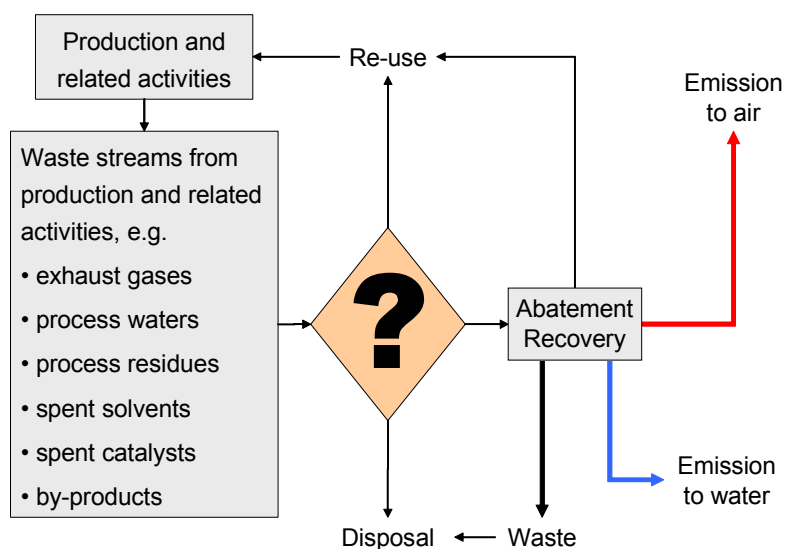 Production and
related activities
Re-use
Emission
to air
Waste streams from
production and related
activities, e.g.
• exhaust gases
• process waters
• process residues
• spent solvents
• spent catalysts
• by-products
?
Abatement
Recovery
Emission
to water
Disposal
Waste